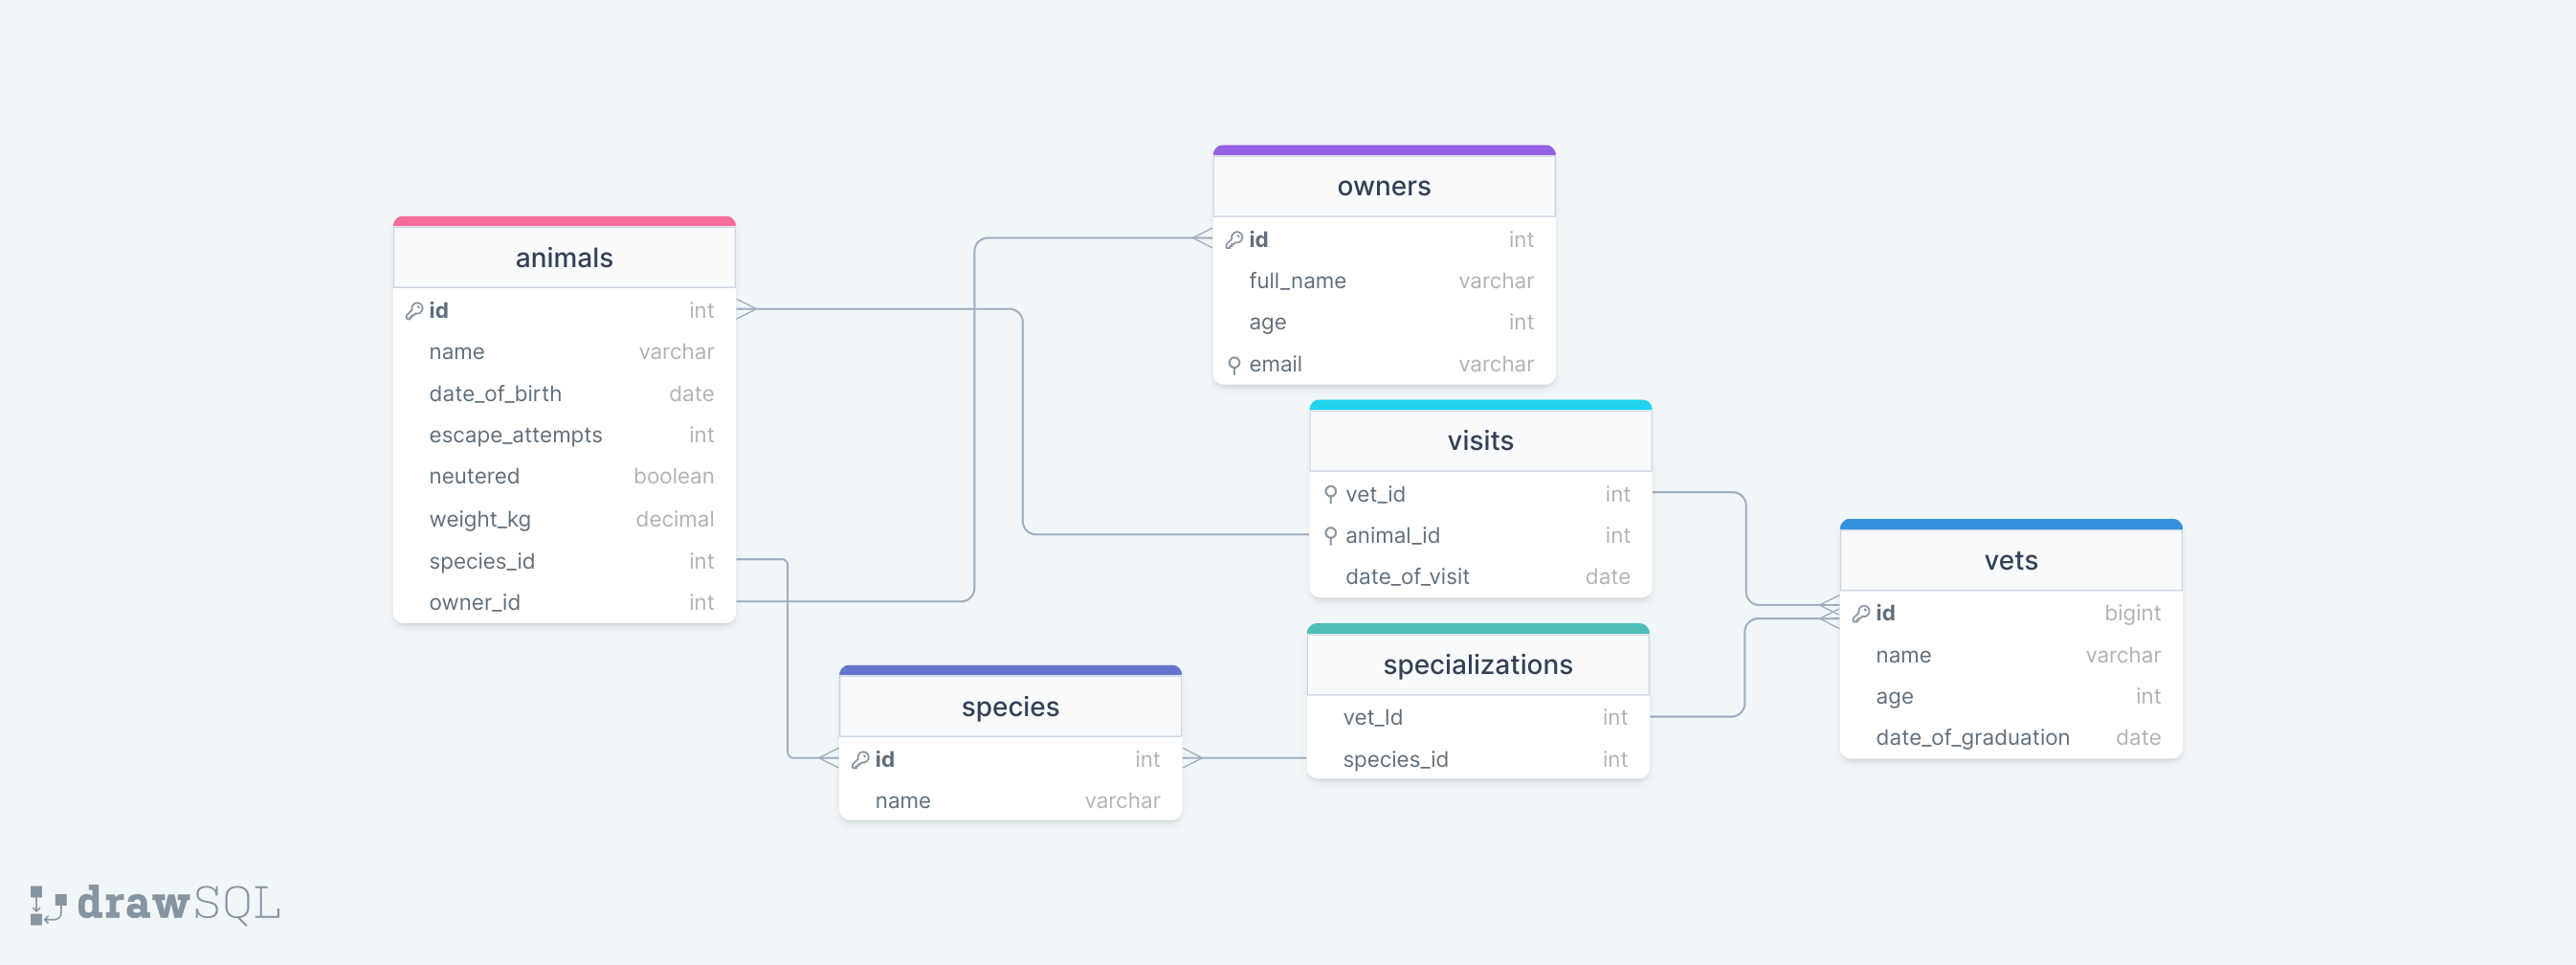 animals
id int
name varchar
date_of_birth date
escape_attempts int
neutered boolean
weight_kg decimal
species_id int
owner_id int
owners
id int
full_name varchar
age int
email varchar
visits
vet_id int
animal_id int
date_of_visit date
species
id int
name varchar
specializations
vet_Id int
species_id int
vets
id bigint
name varchar
age int
date_of_graduation date
drawSQL